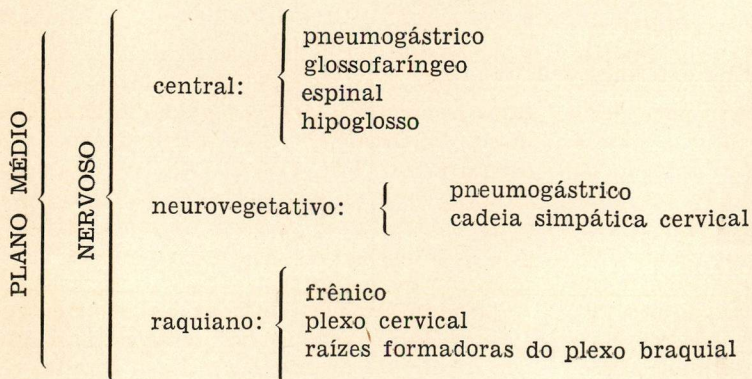 PLANO MÉDIO
NERVOSO
central:
pneumogástrico
glossofaríngeo
espinal
hipoglosso
neurovegetativo:
pneumogástrico
cadeia simpática cervical
raquiano:
frênico
plexo cervical
raízes formadoras do plexo braquial